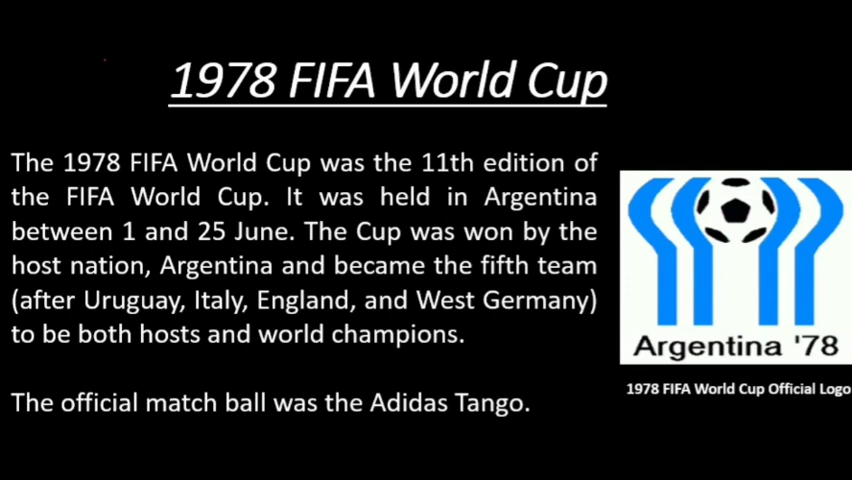 1978 FIFA World Cup
The 1978 FIFA World Cup was the 11th edition of
the FIFA World Cup. It was held in Argentina
between 1 and 25 June. The Cup was won by the
host nation, Argentina and became the fifth team
(after Uruguay, Italy, England, and West Germany)
to be both hosts and world champions.
The official match ball was the Adidas Tango.
Argentina '78
1978 FIFA World Cup Official Logo